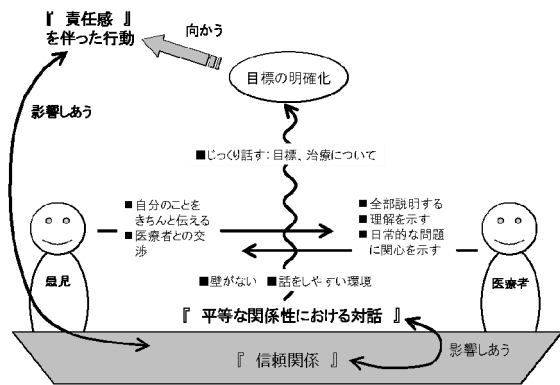 『 責任感 』
を伴った行動
向かう
目標の明確化
影響しあう
■じっくり話す：目標、治療について
■自分のことを
きちんと伝える
■医療者との交
渉
■全部説明する
■理解を示す
■日常的な問題
に関心を示す
医療者
■壁がない ■話をしやすい環境
『 平等な関係性における対話 』
影響しあう
『 信頼関係 』